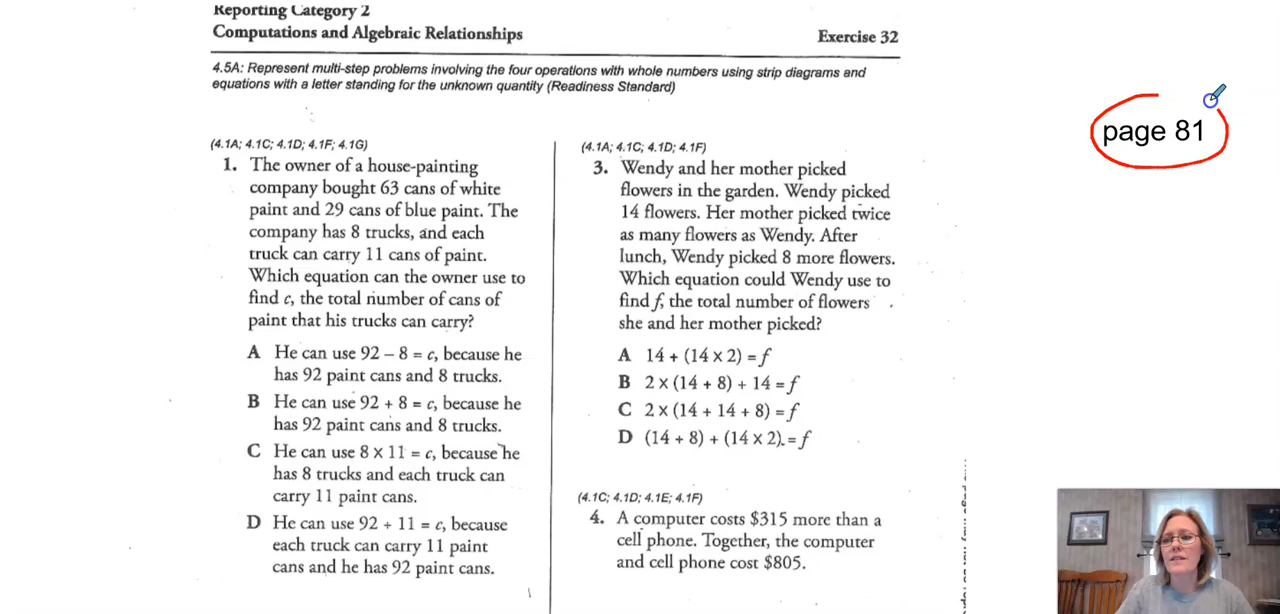 Reporting Category 2
Computations and Algebraic Relationships
Exercise 32
4.5A: Represent multi-step problems involving the four operations with whole numbers using strip diagrams and
equations with a letter standing for the unknown quantity (Readiness Standard)
page 81
(4.1A; 4.1C; 4.1D; 4.1F; 4.1G)
1. The owner of a house-painting
company bought 63 cans of white
paint and 29 cans of blue paint. The
company has 8 trucks, and each
truck can carry 11 cans of paint.
Which equation can the owner use to
find c, the total number of cans of
paint that his trucks can carry?
A He can use 92 – 8 = c, because he
has 92 paint cans and 8 trucks.
B He can use 92 + 8 = c, because he
has 92 paint cans and 8 trucks.
C He can use 8 x 11 = c, because he
has 8 trucks and each truck can
carry 11 paint cans.
D He can use 92 + 11 = c, because
each truck can carry 11 paint
cans and he has 92 paint cans.
(4.1A; 4.1C; 4.1D; 4.1F)
3. Wendy and her mother picked
flowers in the garden. Wendy picked
14 flowers. Her mother picked twice
as many flowers as Wendy. After
lunch, Wendy picked 8 more flowers.
Which equation could Wendy use to
find f, the total number of flowers
she and her mother picked?
A 14 + (14 x 2) = f
B 2 x (14 + 8) + 14 = f
C 2 x (14 + 14 + 8) = f
D (14 + 8) + (14 x 2) = f
(4.1C; 4.1D; 4.1E; 4.1F)
4. A computer costs $315 more than a
cell phone. Together, the computer
and cell phone cost $805.